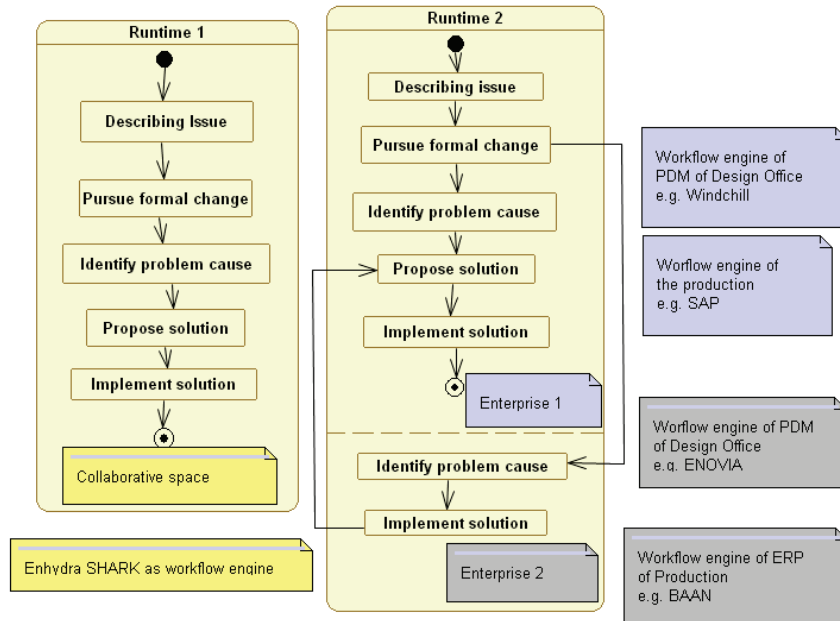 Runtime 1
Describing Issue
Pursue formal change
Identify problem cause
Propose solution
Implement solution
Collaborative space
Enhydra SHARK as workflow engine
Runtime 2
Describing issue
Pursue formal change
Identify problem cause
Propose solution
Implement solution
Enterprise 1
Identify problem cause
Implement solution
Enterprise 2
Workflow engine of
PDM of Design Office
e.g. Windchill
Worflow engine of
the production
e.g. SAP
Worflow engine of PDM
of Design Office
e.g. ENOVIA
Workflow engine of ERP
of Production
e.g. BAAN